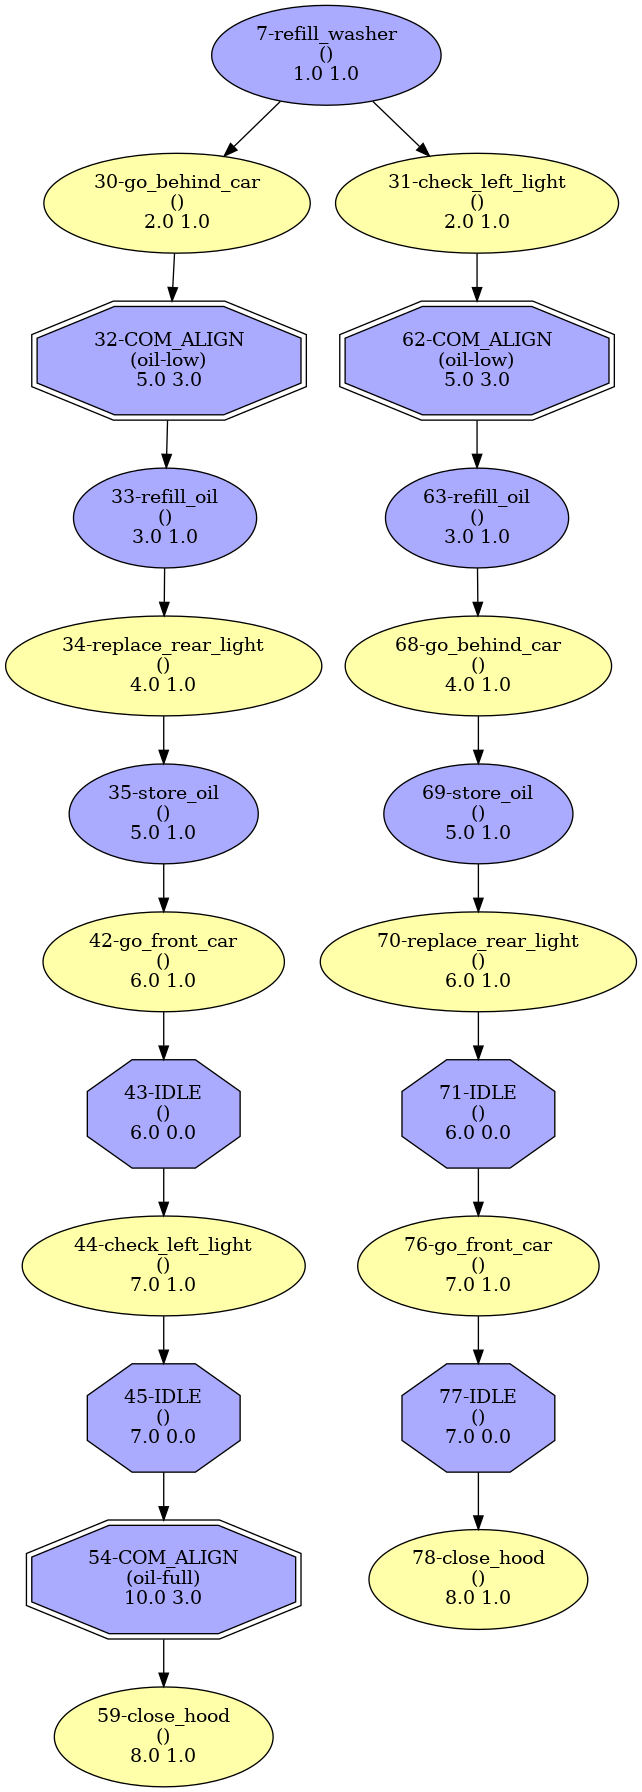 7-refill_washer
()
1.0 1.0
30-go_behind_car
()
2.0 1.0
31-check_left_light
()
2.0 1.0
32-COM_ALIGN
(oil-low)
5.0 3.0
62-COM_ALIGN
(oil-low)
5.0 3.0
33-refill_oil
()
3.0 1.0
63-refill_oil
()
3.0 1.0
34-replace_rear_light
()
4.0 1.0
68-go_behind_car
()
4.0 1.0
35-store_oil
()
5.0 1.0
69-store_oil
()
5.0 1.0
42-go_front_car
()
6.0 1.0
70-replace_rear_light
()
6.0 1.0
43-IDLE
()
6.0 0.0
71-IDLE
()
6.0 0.0
44-check_left_light
()
7.0 1.0
76-go_front_car
()
7.0 1.0
45-IDLE
()
7.0 0.0
77-IDLE
()
7.0 0.0
54-COM_ALIGN
(oil-full)
10.0 3.0
78-close_hood
()
8.0 1.0
59-close_hood
()
8.0 1.0